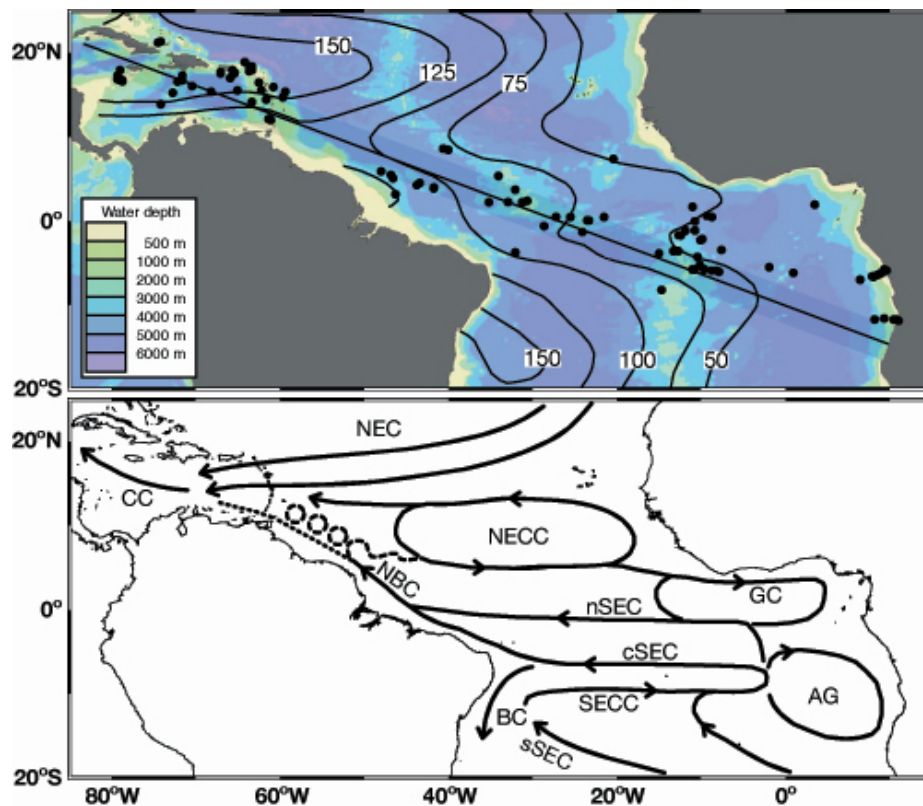 20°N
150
125
75
Water depth
500 m
1000 m
2000 m
3000 m
4000 m
5000 m
6000 m
0°
150
100
50
20°S
20°N
NEC
CC
NECC
NBC
nSEC
GC
0°
cSEC
SECC
AG
BC
sSEC
20°S
80°W
60°W
40°W
20°W
0°